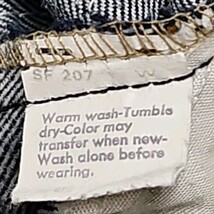 SF 207 W
Warm wash-Tumble
dry-Color may
transfer when new-
Wash alone before
wearing.